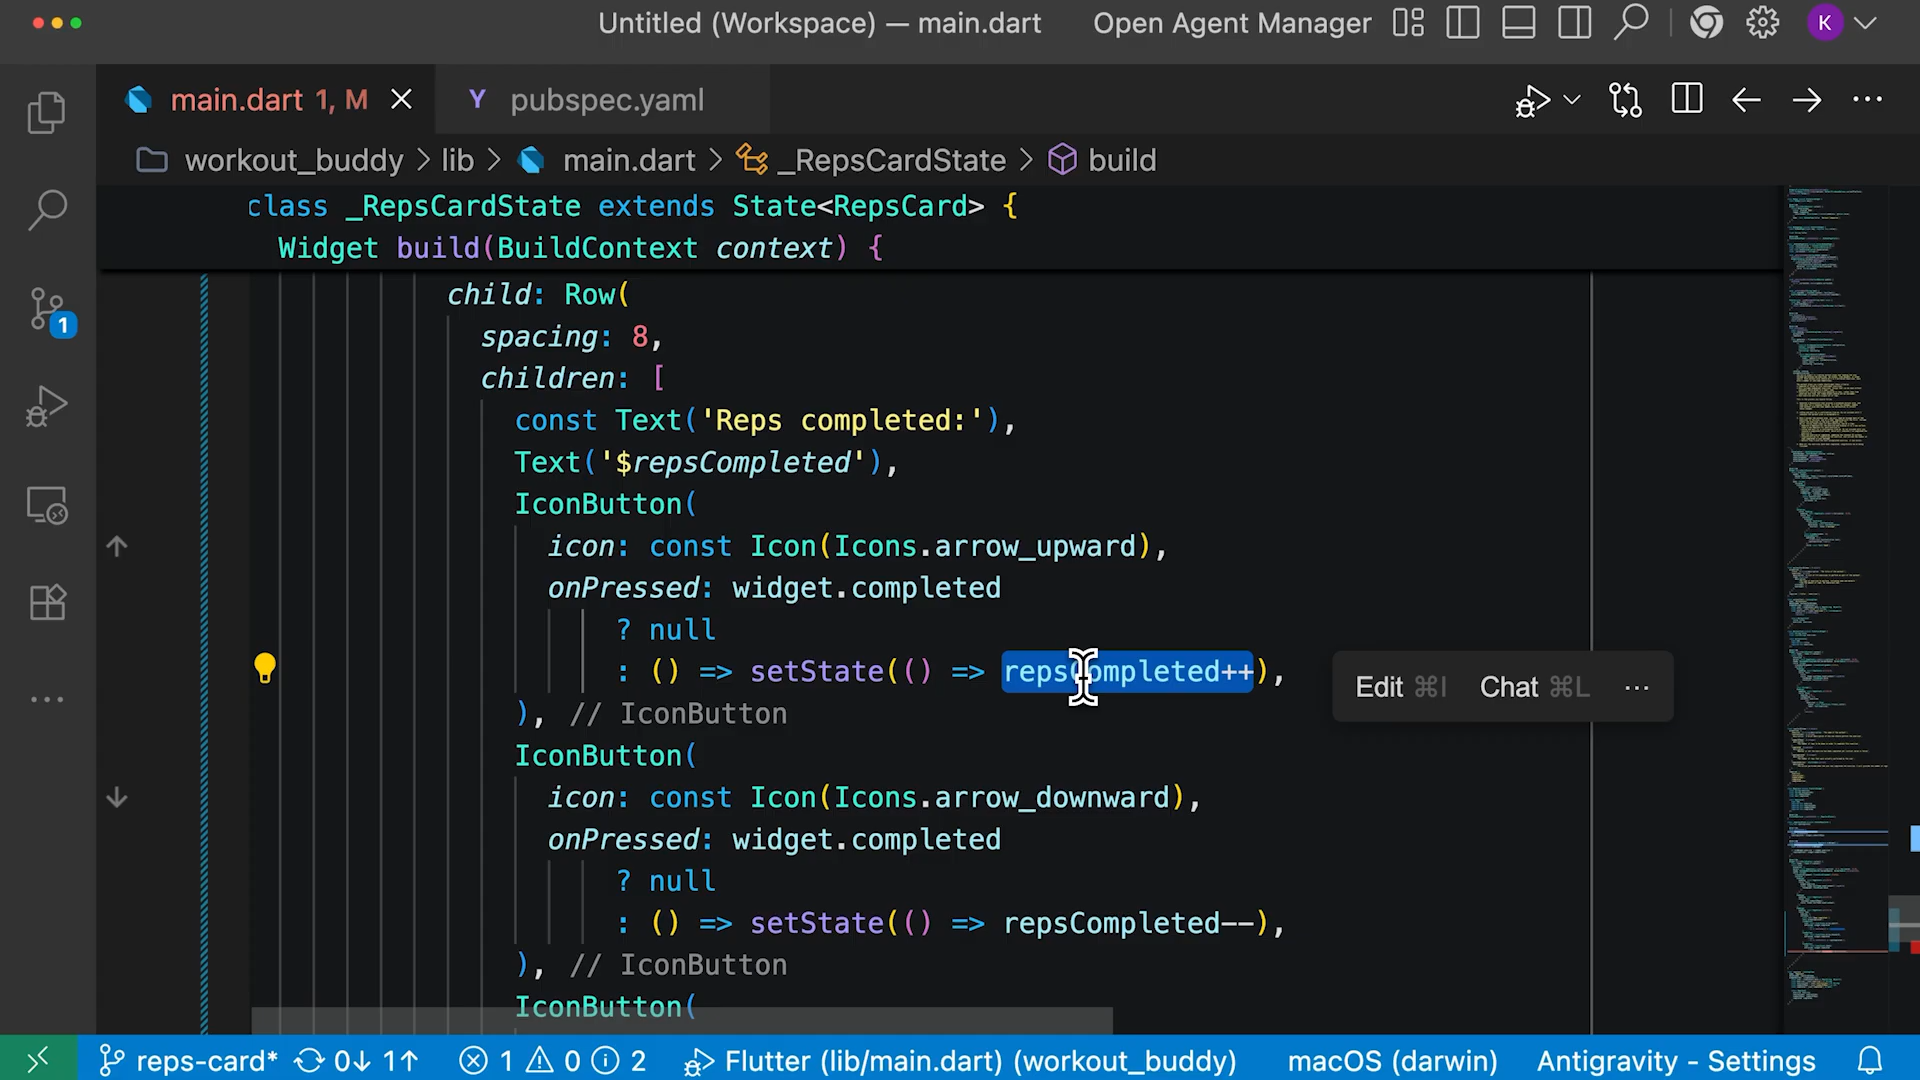 Untitled (Workspace) — main.dart
Open Agent Manager
K
main.dart 1, M
Y pubspec.yaml
workout_buddy > lib > main.dart > _RepsCardState > build
class _RepsCardState extends State<RepsCard> {
Widget build(BuildContext context) {
child: Row(
spacing: 8,
children: [
const Text('Reps completed:'),
Text('$repsCompleted'),
IconButton(
icon: const Icon(Icons.arrow_upward),
onPressed: widget.completed
? null
: () => setState(() => repsCompleted++),
Edit ⌘I Chat ⌘L ···
), // IconButton
IconButton(
icon: const Icon(Icons.arrow_downward),
onPressed: widget.completed
? null
: () => setState(() => repsCompleted--),
), // IconButton
IconButton(
1
reps-card* 0↓ 1↑ 1 0 2 Flutter (lib/main.dart) (workout_buddy) macOS (darwin) Antigravity - Settings